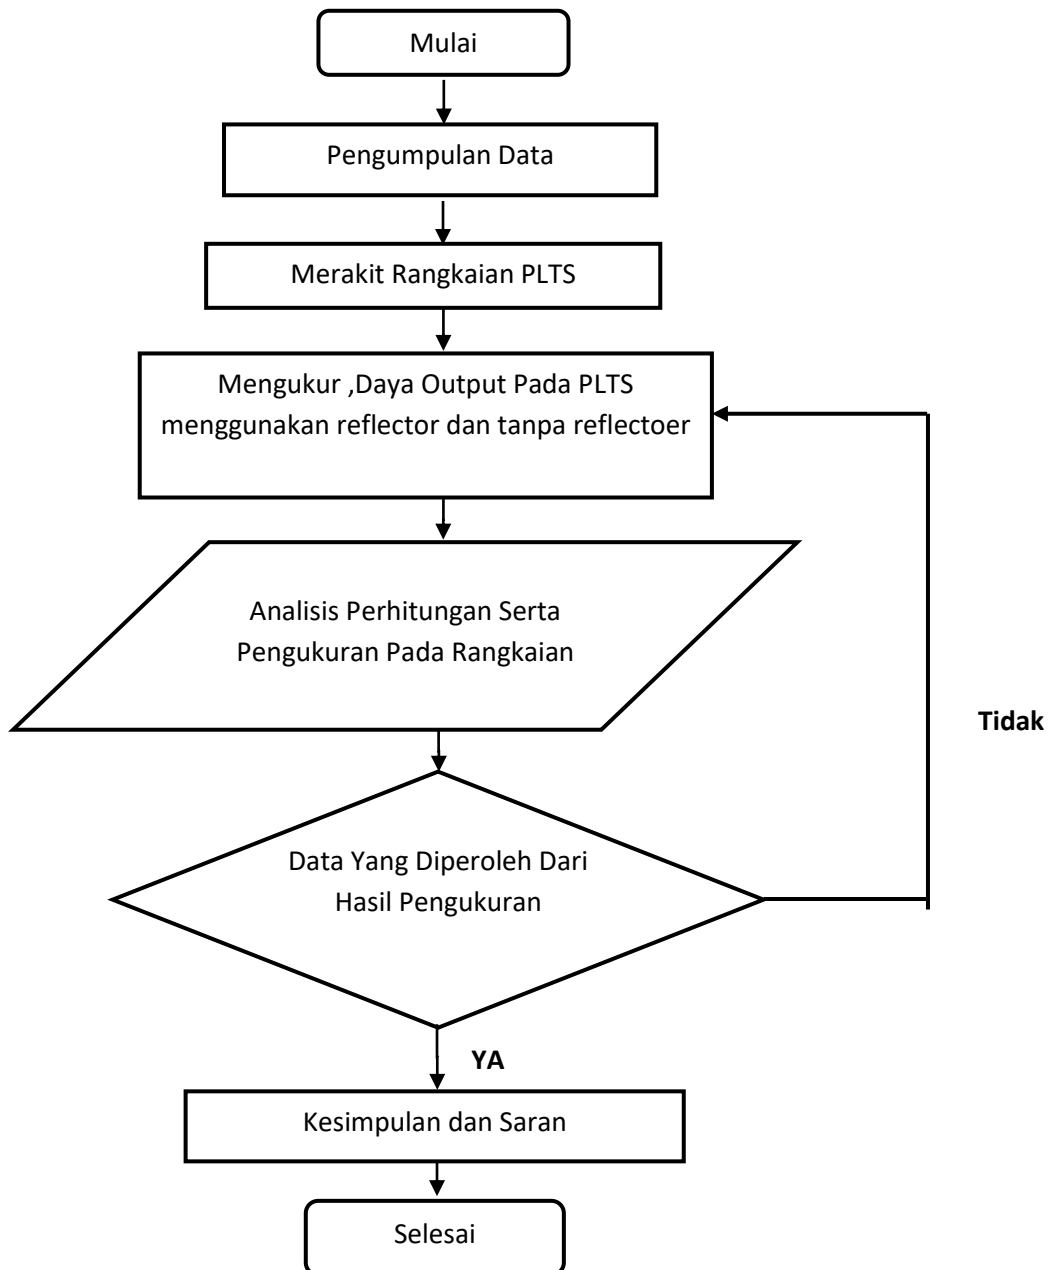 Mulai
Pengumpulan Data
Merakit Rangkaian PLTS
Mengukur ,Daya Output Pada PLTS
menggunakan reflector dan tanpa reflectoer
Analisis Perhitungan Serta
Pengukuran Pada Rangkaian
Tidak
Data Yang Diperoleh Dari
Hasil Pengukuran
YA
Kesimpulan dan Saran
Selesai